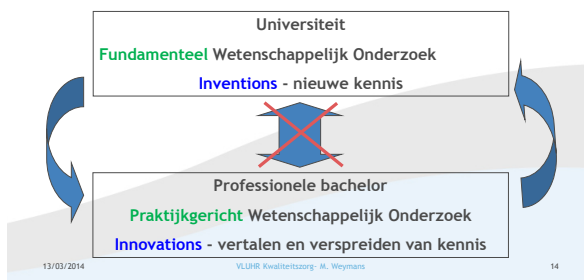 Universiteit
Fundamenteel Wetenschappelijk Onderzoek
Inventions - nieuwe kennis
Professionele bachelor
Praktijkgericht Wetenschappelijk Onderzoek
Innovations - vertalen en verspreiden van kennis
13/03/2014 VLUHR Kwaliteitszorg- M. Weymans 14